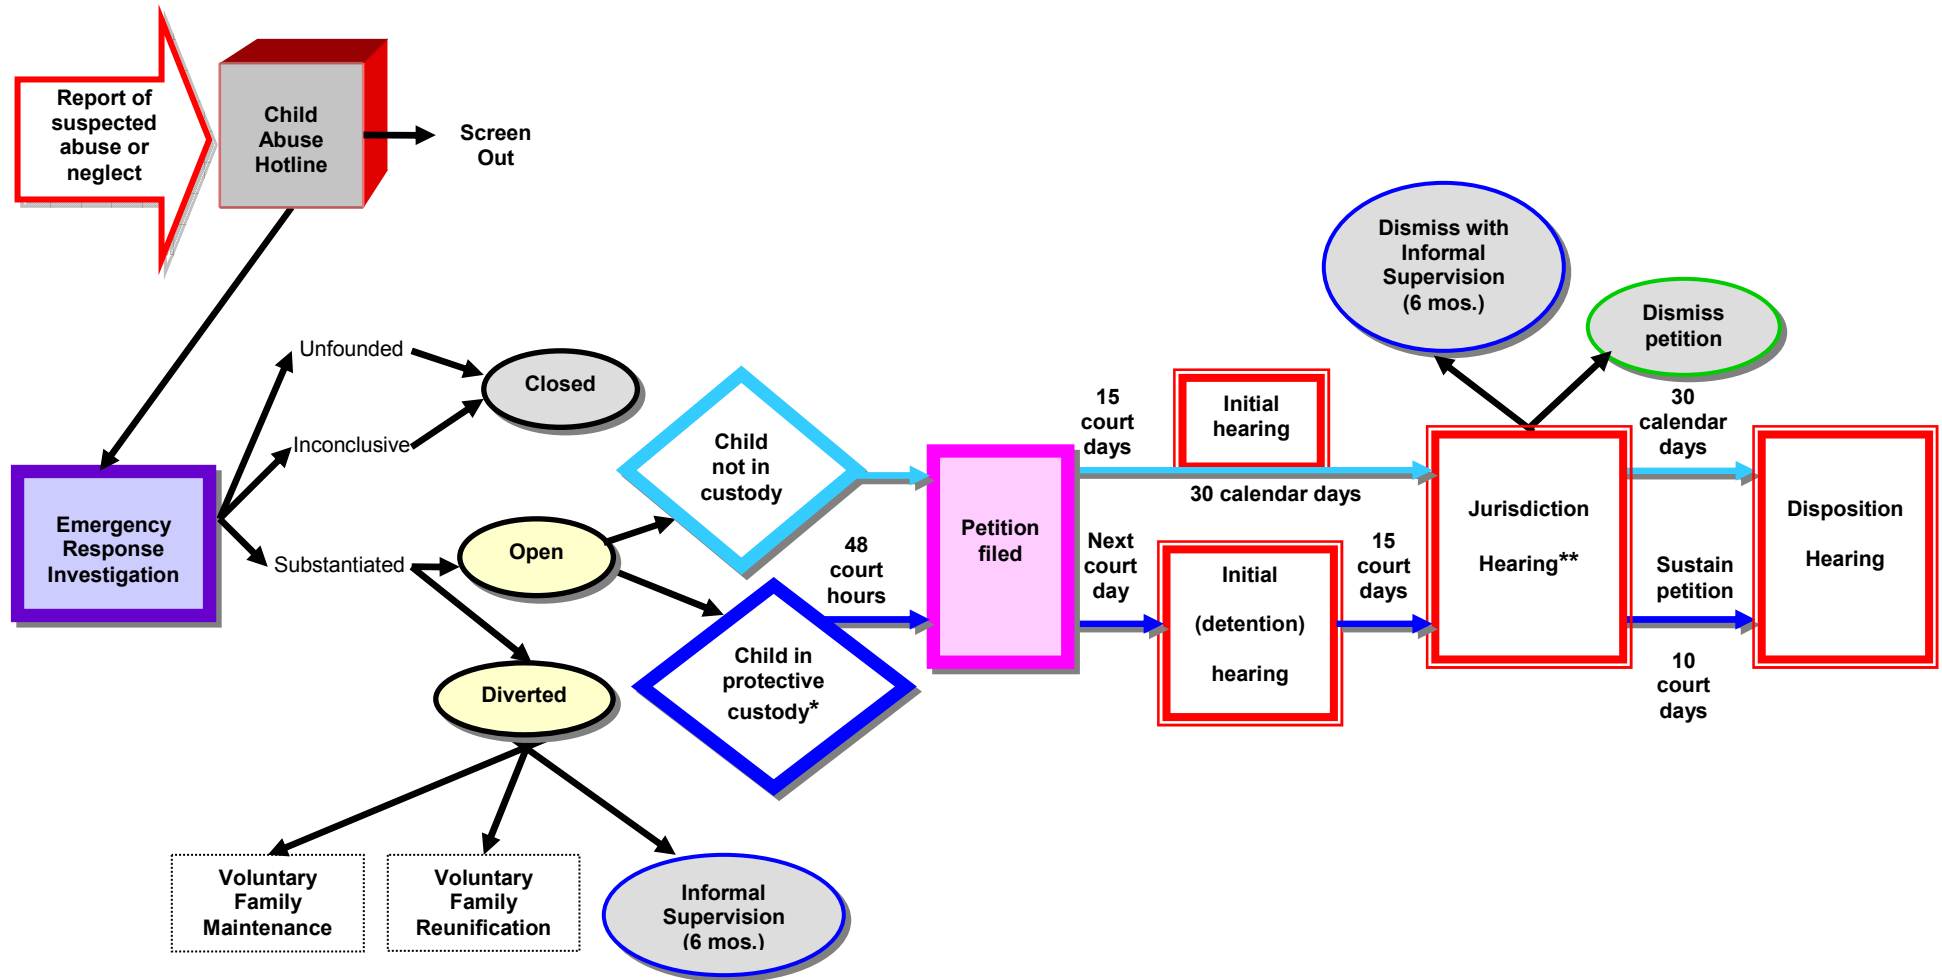 Report of
suspected
abuse or
neglect
Child
Abuse
Hotline
Screen
Out
Dismiss with
Informal
Supervision
(6 mos.)
Dismiss
petition
Unfounded
Closed
Inconclusive
Emergency
Response
Investigation
Substantiated
Open
Diverted
Child
not in
custody
48
court
hours
Child in
protective
custody*
Petition
filed
15
court
days
Initial
hearing
30 calendar days
Next
court
day
Initial
(detention)
hearing
15
court
days
Jurisdiction
Hearing**
30
calendar
days
Sustain
petition
10
court
days
Disposition
Hearing
Voluntary
Family
Maintenance
Voluntary
Family
Reunification
Informal
Supervision
(6 mos.)